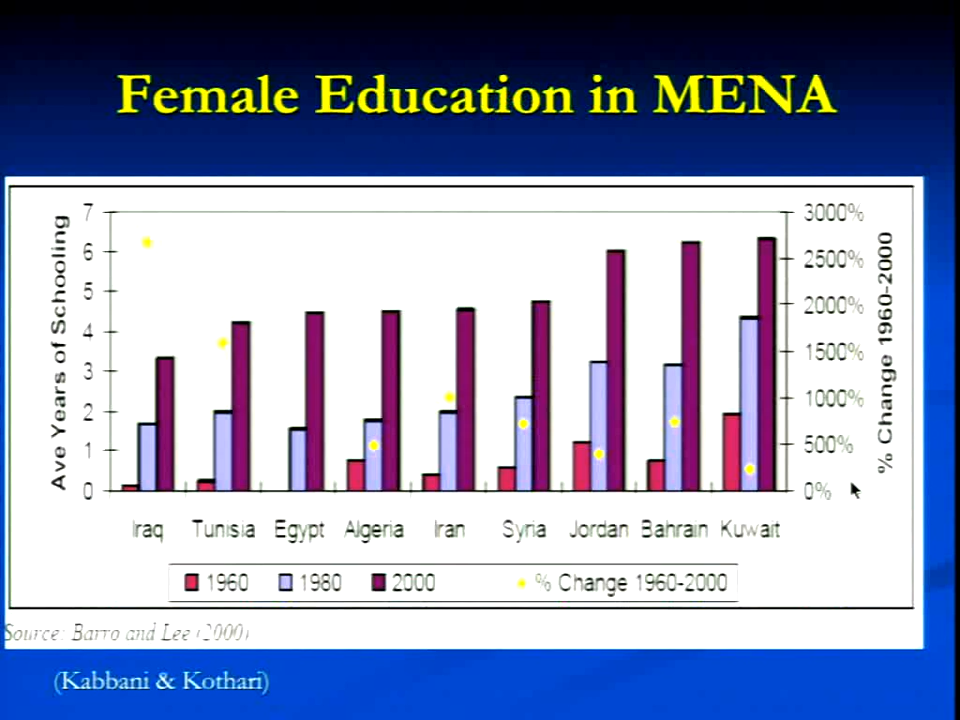 Female Education in MENA
Ave Years of Schooling
7
6
5
4
3
2
1
0
3000%
2500%
2000%
1500%
1000%
500%
0%
% Change 1960-2000
Iraq Tunisia Egypt Algeria Iran Syria Jordan Bahrain Kuwait
1960 1980 2000 % Change 1960-2000
Source: Barro and Lee (2000)
(Kabbani & Kothari)